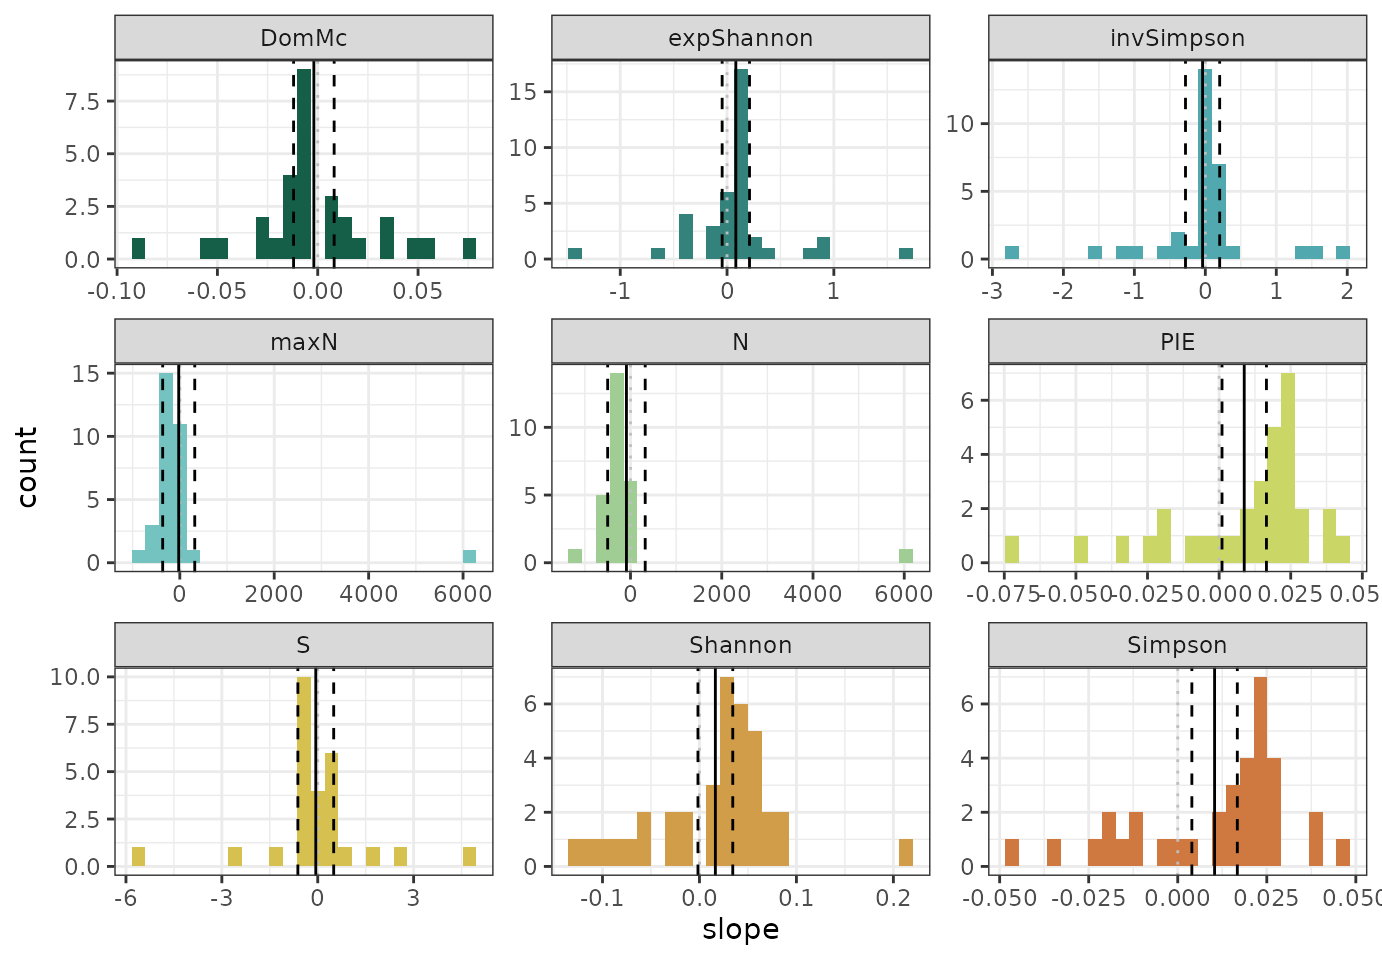 DomMc expShannon invSimpson
7.5
5.0
2.5
0.0
-0.10 -0.05 0.00 0.05
15
10
5
0
-1 0 1
10
5
0
-3 -2 -1 0 1 2
maxN N PIE
15
10
5
0
0 2000 4000 6000
10
5
0
0 2000 4000 6000
6
4
2
0
-0.075 -0.050 -0.025 0.000 0.025 0.05
S Shannon Simpson
10.0
7.5
5.0
2.5
0.0
-6 -3 0 3
6
4
2
0
-0.1 0.0 0.1 0.2
6
4
2
0
-0.050 -0.025 0.000 0.025 0.050
count
slope